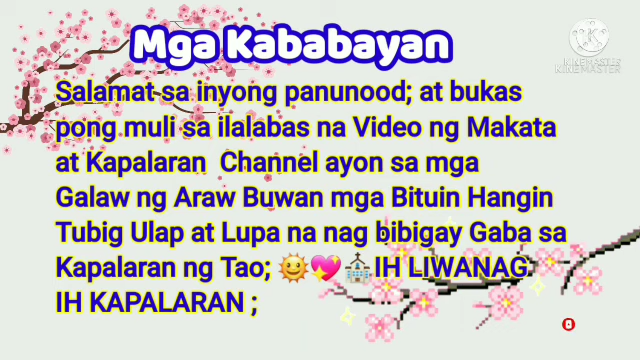 Mga Kababayan
Salamat sa inyong panunood; at bukas
pong muli sa ilalabas na Video ng Makata
at Kapalaran Channel ayon sa mga
Galaw ng Araw Buwan mga Bituin Hangin
Tubig Ulap at Lupa na nag bibigay Gaba sa
Kapalaran ng Tao; 🌞💖⛪IH LIWANAG
IH KAPALARAN ;
KINEMASTER
KINEMASTER